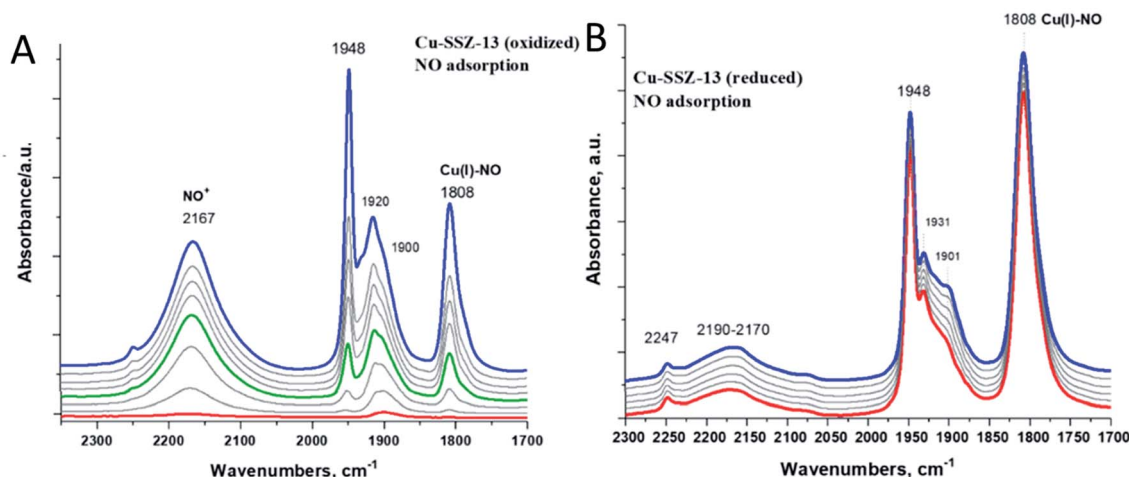 A
Cu-SSZ-13 (oxidized)
NO adsorption
1948
NO⁺
2167
1920
1900
Cu(I)-NO
1808
Absorbance/a.u.
2300 2200 2100 2000 1900 1800 1700
Wavenumbers, cm⁻¹
B
1808 Cu(I)-NO
Cu-SSZ-13 (reduced)
NO adsorption
1948
1931
1901
2247
2190-2170
Absorbance, a.u.
2300 2250 2200 2150 2100 2050 2000 1950 1900 1850 1800 1750 1700
Wavenumbers, cm⁻¹